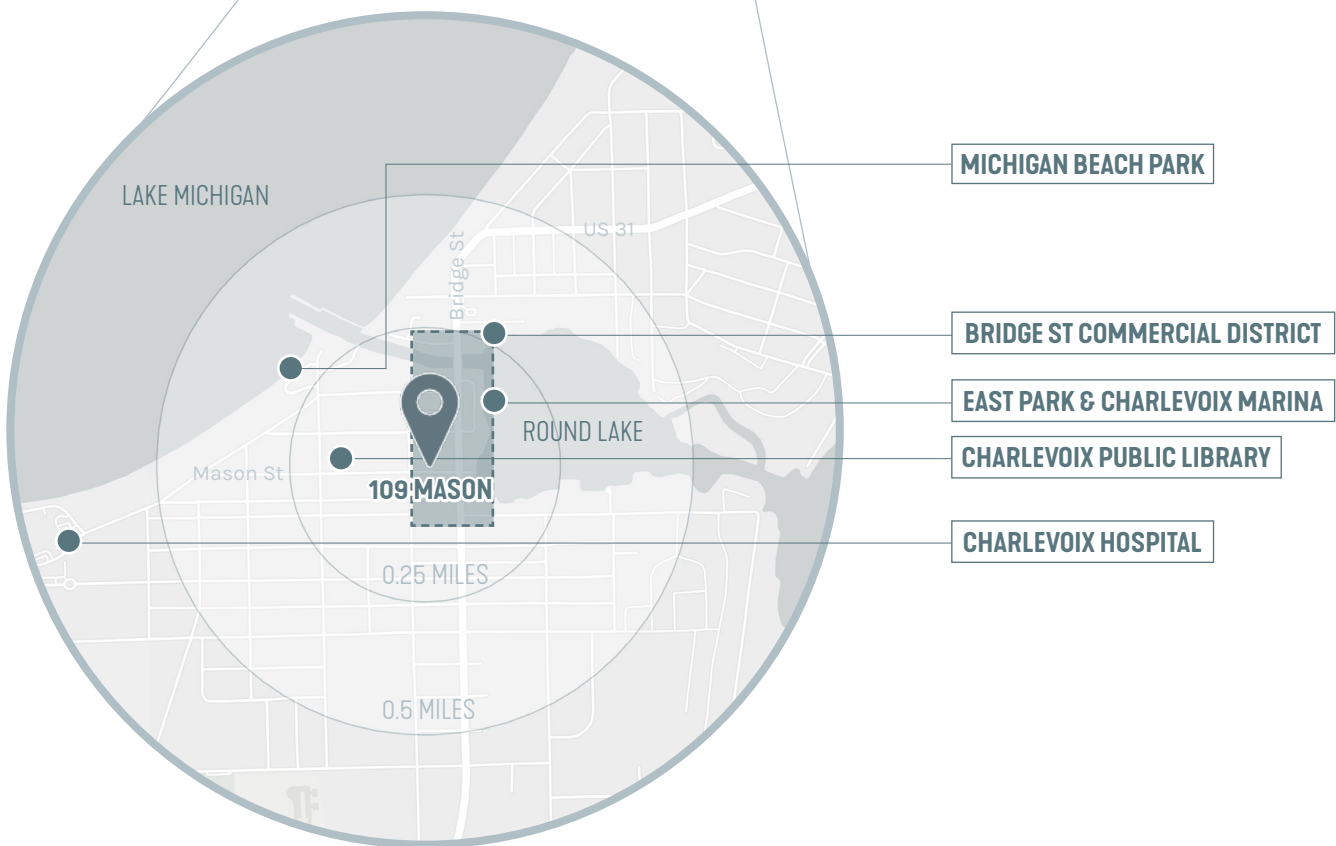 MICHIGAN BEACH PARK
LAKE MICHIGAN
US 31
Bridge St
BRIDGE ST COMMERCIAL DISTRICT
EAST PARK & CHARLEVOIX MARINA
ROUND LAKE
CHARLEVOIX PUBLIC LIBRARY
Mason St
109 MASON
CHARLEVOIX HOSPITAL
0.25 MILES
0.5 MILES